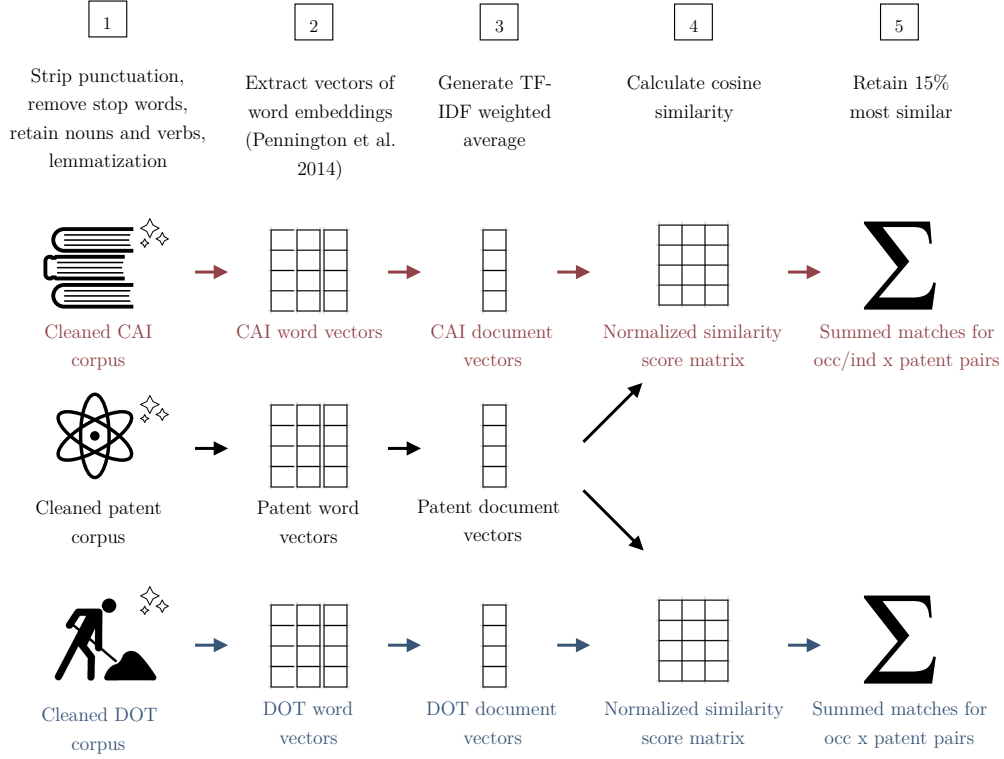 1
2
3
4
5
Strip punctuation,
remove stop words,
retain nouns and verbs,
lemmatization
Extract vectors of
word embeddings
(Pennington et al.
2014)
Generate TF-
IDF weighted
average
Calculate cosine
similarity
Retain 15%
most similar
Cleaned CAI
corpus
CAI word vectors
CAI document
vectors
Normalized similarity
score matrix
Summed matches for
occ/ind x patent pairs
Cleaned patent
corpus
Patent word
vectors
Patent document
vectors
Cleaned DOT
corpus
DOT word
vectors
DOT document
vectors
Normalized similarity
score matrix
Summed matches for
occ x patent pairs